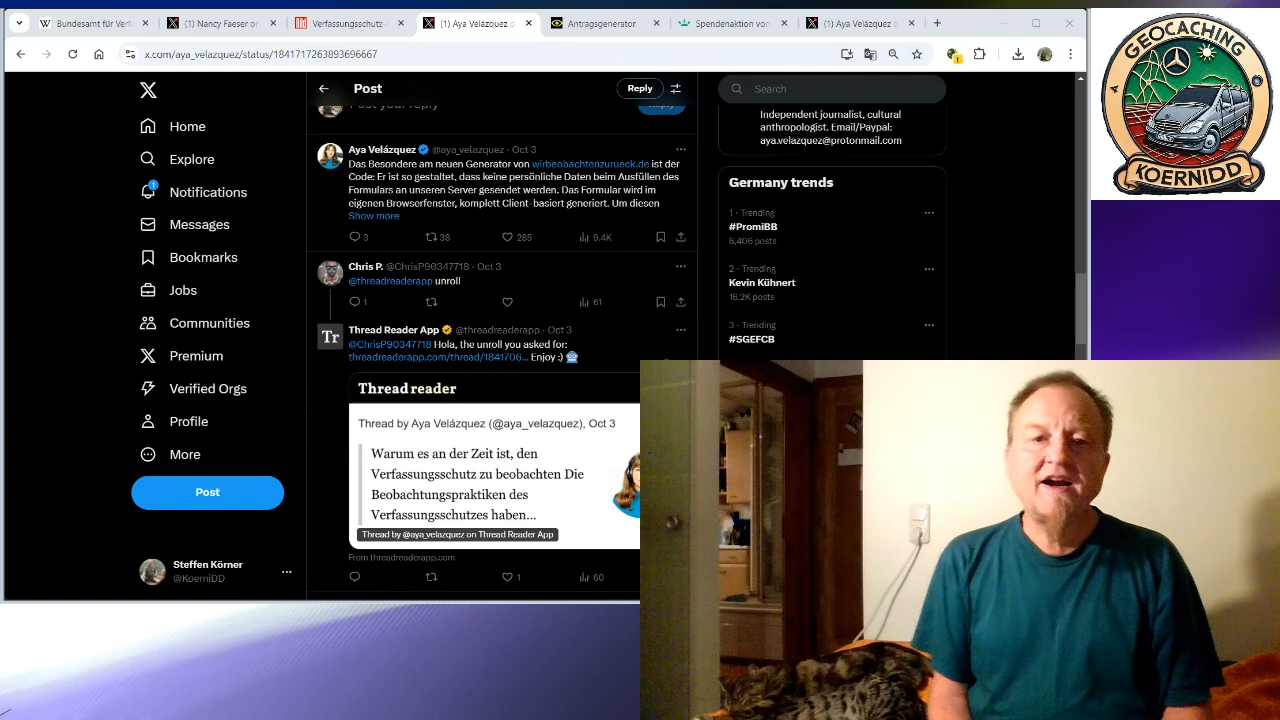 Bundesamt für Verf
(1) Nancy Faeser or
Verfassungsschutz-
(1) Aya Velázquez o
Antragsgenerator
Spendenaktion von
(1) Aya Velázquez d
x.com/aya_velazquez/status/1841717263893696667
Home
Explore
1
Notifications
Messages
Bookmarks
Jobs
Communities
Premium
Verified Orgs
Profile
More
Post
Steffen Körner
@KoerniDD
Post
Reply
Post your reply
Reply
Aya Velázquez @aya_velazquez · Oct 3
Das Besondere am neuen Generator von wirbeobachtenzurueck.de ist der
Code: Er ist so gestaltet, dass keine persönliche Daten beim Ausfüllen des
Formulars an unseren Server gesendet werden. Das Formular wird im
eigenen Browserfenster, komplett Client-basiert generiert. Um diesen
Show more
3 38 285 9.4K
Chris P. @ChrisP90347718 · Oct 3
@threadreaderapp unroll
1 61
Tr
Thread Reader App @threadreaderapp · Oct 3
@ChrisP90347718 Hola, the unroll you asked for:
threadreaderapp.com/thread/1841706... Enjoy :)
Thread reader
Thread by Aya Velázquez (@aya_velazquez), Oct 3
Warum es an der Zeit ist, den
Verfassungsschutz zu beobachten Die
Beobachtungspraktiken des
Verfassungsschutzes haben...
Thread by @aya_velazquez on Thread Reader App
From threadreaderapp.com
1 60
Search
Independent journalist, cultural
anthropologist. Email/Paypal:
aya.velazquez@protonmail.com
Germany trends
1 · Trending
#PromiBB
6,406 posts
2 · Trending
Kevin Kühnert
16.2K posts
3 · Trending
#SGEFCB
GEOCACHING
KOERNIDD